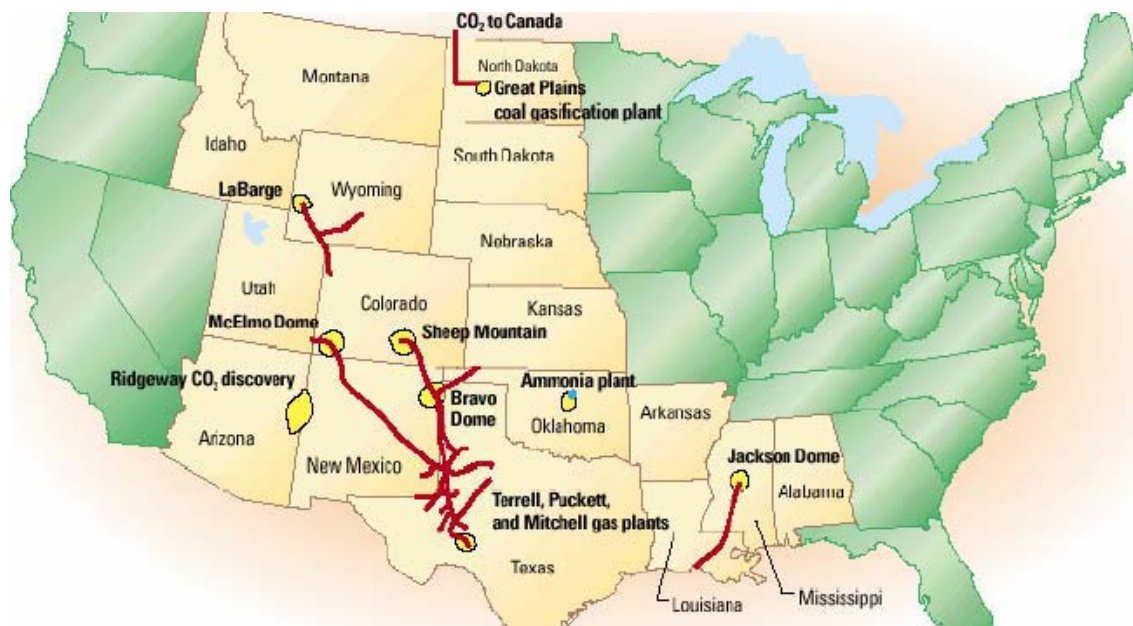 CO₂ to Canada
North Dakota
Montana
Great Plains
coal gasification plant
Idaho
South Dakota
LaBarge
Wyoming
Nebraska
Utah
Colorado
Kansas
McElmo Dome
Sheep Mountain
Ridgeway CO₂ discovery
Ammonia plant
Bravo
Dome
Arkansas
Oklahoma
Arizona
Jackson Dome
New Mexico
Alabama
Terrell, Puckett,
and Mitchell gas plants
Texas
Mississippi
Louisiana